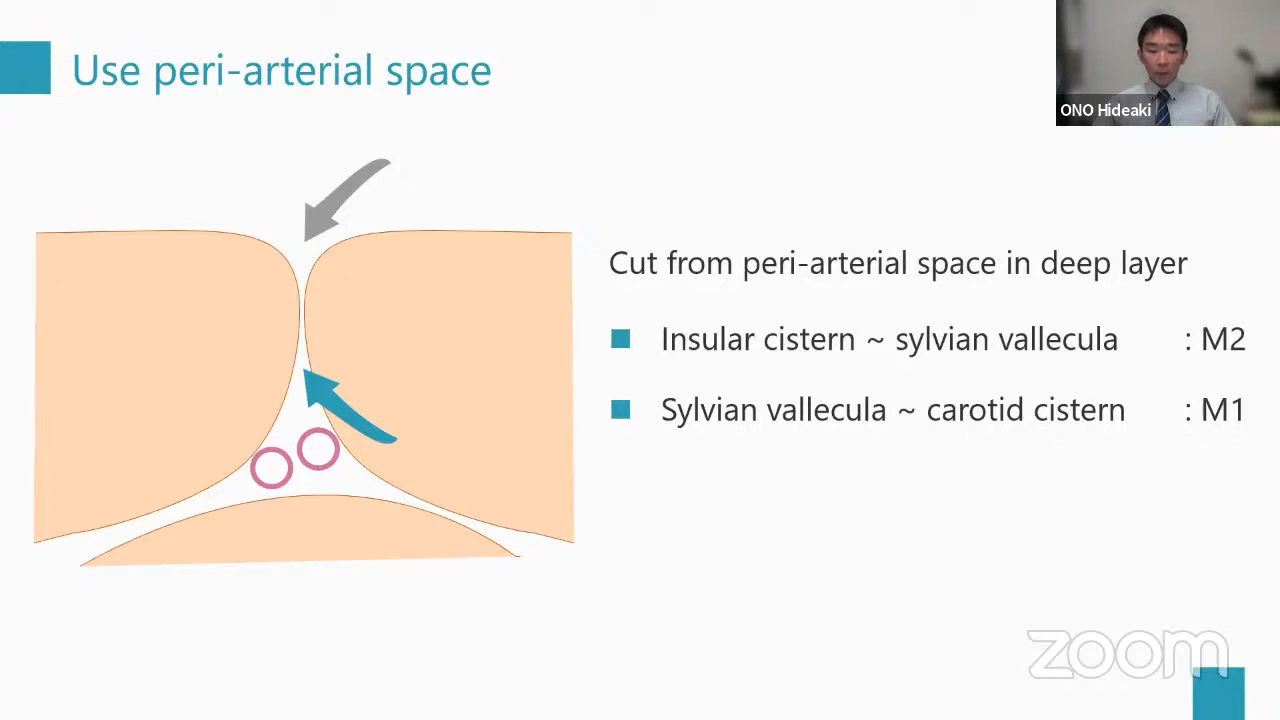 Use peri-arterial space
ONO Hideaki
Cut from peri-arterial space in deep layer
Insular cistern ~ sylvian vallecula : M2
Sylvian vallecula ~ carotid cistern : M1
zoom